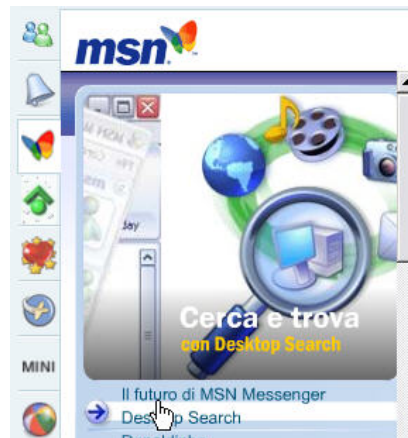 msn
Cerca e trova
con Desktop Search
MINI
Il futuro di MSN Messenger
Desktop Search